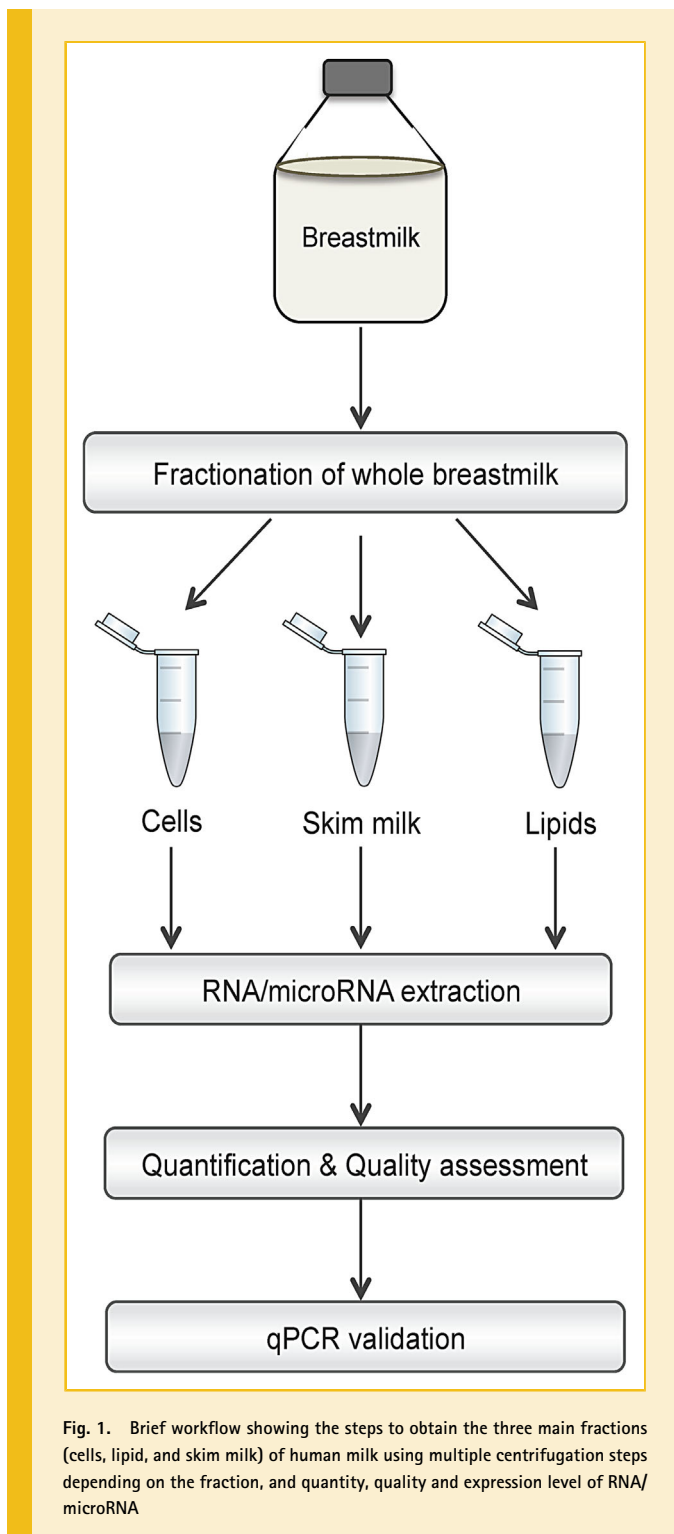 Breastmilk
Fractionation of whole breastmilk
Cells
Skim milk
Lipids
RNA/microRNA extraction
Quantification & Quality assessment
qPCR validation
Fig. 1. Brief workflow showing the steps to obtain the three main fractions
(cells, lipid, and skim milk) of human milk using multiple centrifugation steps
depending on the fraction, and quantity, quality and expression level of RNA/
microRNA